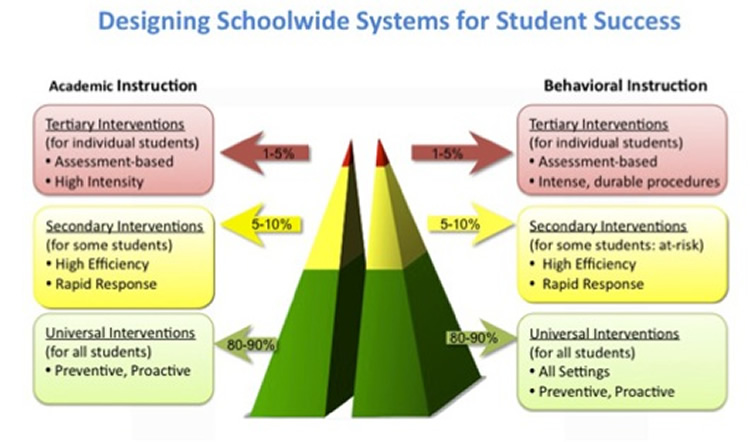 Designing Schoolwide Systems for Student Success
Academic Instruction
Tertiary Interventions
(for individual students)
• Assessment-based
• High Intensity
1-5%
Secondary Interventions
(for some students)
• High Efficiency
• Rapid Response
5-10%
Universal Interventions
(for all students)
• Preventive, Proactive
80-90%
Behavioral Instruction
1-5%
Tertiary Interventions
(for individual students)
• Assessment-based
• Intense, durable procedures
5-10%
Secondary Interventions
(for some students: at-risk)
• High Efficiency
• Rapid Response
80-90%
Universal Interventions
(for all students)
• All Settings
• Preventive, Proactive